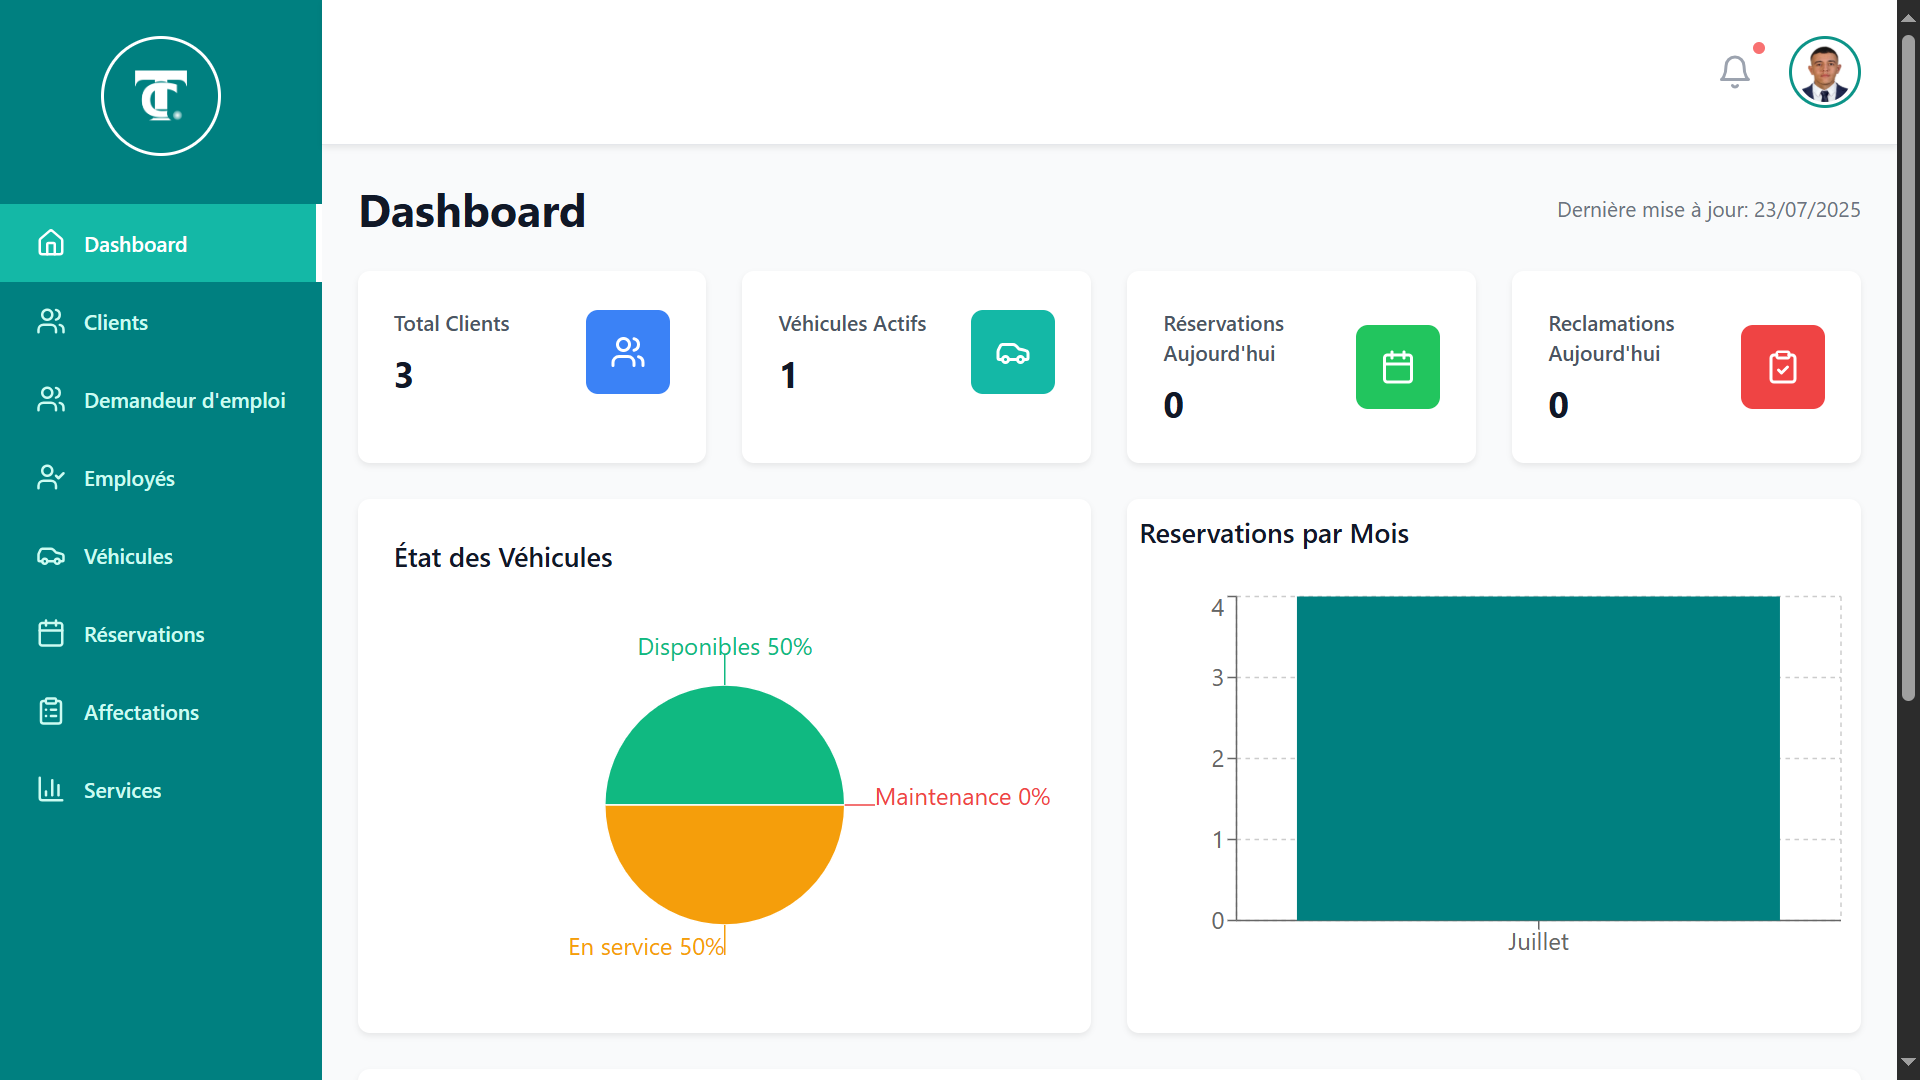 TC.
Dashboard
Clients
Demandeur d'emploi
Employés
Véhicules
Réservations
Affectations
Services
Dashboard
Dernière mise à jour: 23/07/2025
Total Clients
3
Véhicules Actifs
1
Réservations
Aujourd'hui
0
Reclamations
Aujourd'hui
0
État des Véhicules
Disponibles 50%
Maintenance 0%
En service 50%
Reservations par Mois
4
3
2
1
0
Juillet